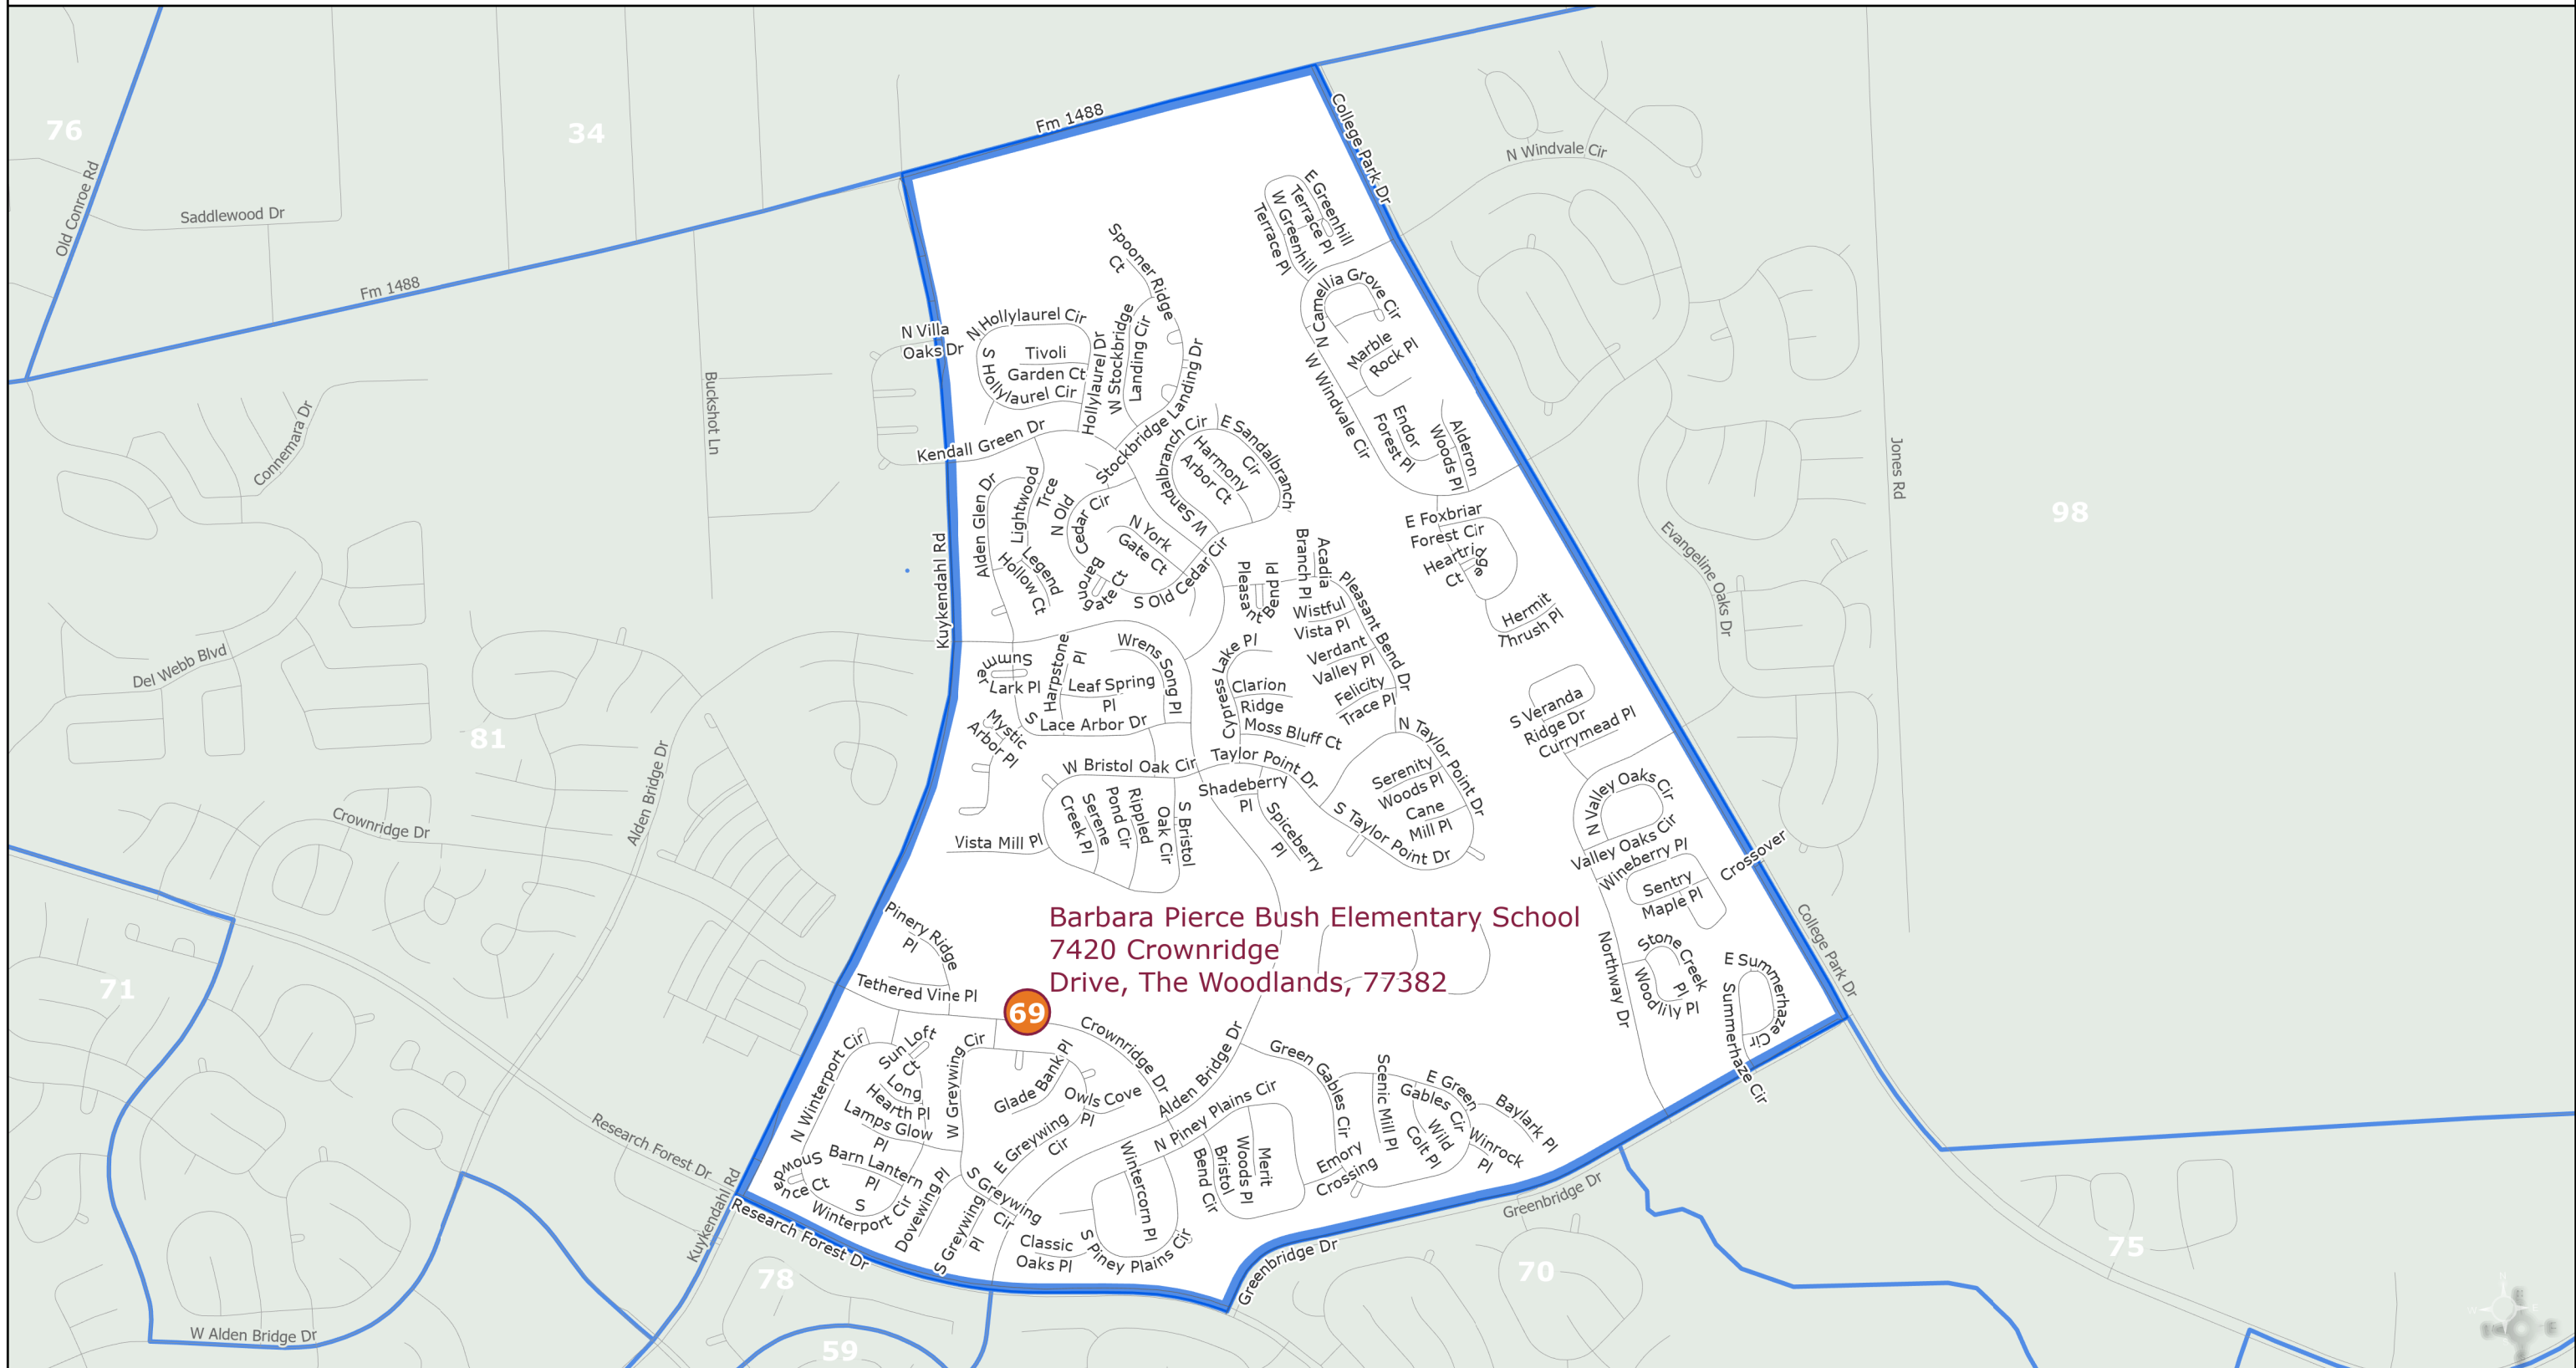 76
34
Fm 1488
College Park Dr
N Windvale Cir
Old Conroe Rd
Saddlewood Dr
Fm 1488
E Greenhill
Terrace Pl
W Greenhill
Terrace Pl
Spooner Ridge
Ct
N Camellia Grove Cir
N Villa
Oaks Dr
N Hollylaurel Cir
Tivoli
Garden Ct
S Hollylaurel Cir
Hollylaurel Dr
W Stockbridge
Landing Cir
Stockbridge Landing Dr
Marble
Rock Pl
W Windvale Cir
Endor
Forest Pl
Alderon
Woods Pl
Buckshot Ln
Connemara Dr
Kendall Green Dr
W Sandalbranch Cir
E Sandalbranch
Cir
Harmony
Arbor Ct
Jones Rd
98
Alden Glen Dr
Lightwood
Trce
N Old
Cedar Cir
N York
Gate Ct
Legend
Hollow Ct
Barong
ate Ct
S Old Cedar Cir
E Foxbriar
Forest Cir
Heartridge
Ct
Hermit
Thrush Pl
Evangeline Oaks Dr
Kuykendahl Rd
Pleasant Bend Pl
Acadia
Branch Pl
Pleasant Bend Dr
Wistful
Vista Pl
Verdant
Valley Pl
Felicity
Trace Pl
Del Webb Blvd
Summer
Lark Pl
Harpstone
Pl
Wrens Song Pl
Leaf Spring
Pl
S
Lace Arbor Dr
Mystic
Arbor Pl
Cypress Lake Pl
Clarion
Ridge
Moss Bluff Ct
S Veranda
Ridge Dr
Currymead Pl
81
Alden Bridge Dr
Crownridge Dr
W Bristol Oak Cir
Taylor Point Dr
N Taylor Point Dr
Shadeberry
Pl
Serenity
Woods Pl
Cane
Mill Pl
S Taylor Point Dr
Spiceberry
Pl
Vista Mill Pl
Serene
Creek Pl
Rippled
Pond Cir
S Bristol
Oak Cir
N Valley Oaks Cir
Valley Oaks Cir
Wineberry Pl
Sentry
Maple Pl
Crossover
College Park Dr
Pinery Ridge
Pl
Barbara Pierce Bush Elementary School
7420 Crownridge
Drive, The Woodlands, 77382
69
Tethered Vine Pl
71
Northway Dr
Stone Creek
Pl
Woodlily Pl
E Summerhaze Cir
Summerhaze Cir
Crownridge Dr
Alden Bridge Dr
N Winterport Cir
Sun Loft
Ct
Long
Hearth Pl
Lamps Glow
Pl
W Greywing Cir
Glade Bank Pl
Owls Cove
Pl
E Greywing
Cir
Green Gables Cir
Scenic Mill Pl
E Green
Gables Cir
Wild
Colt Pl
Baylark Pl
Winrock
Pl
Emory
Crossing
N Piney Plains Cir
Wintercorn Pl
Bristol
Bend Cir
Merit
Woods Pl
Research Forest Dr
Kuykendahl Rd
Snowd
ance Ct
Barn Lantern
Pl
S
Winterport Cir
Dovewing Pl
S Greywing
Cir
S Greywing
Pl
Classic
Oaks Pl
S Piney Plains Cir
Research Forest Dr
Greenbridge Dr
Greenbridge Dr
70
75
78
59
W Alden Bridge Dr